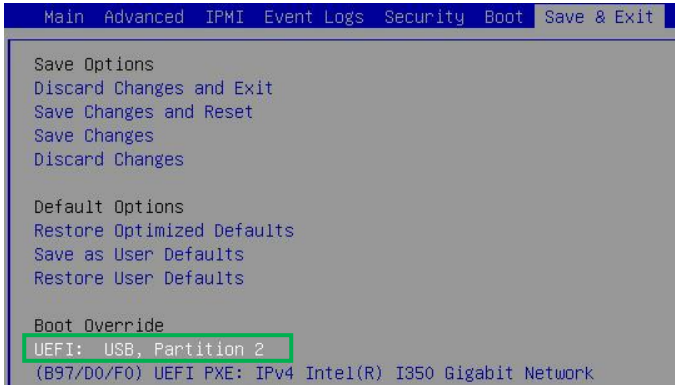 Main Advanced IPMI Event Logs Security Boot Save & Exit
Save Options
Discard Changes and Exit
Save Changes and Reset
Save Changes
Discard Changes
Default Options
Restore Optimized Defaults
Save as User Defaults
Restore User Defaults
Boot Override
UEFI: USB, Partition 2
(B97/D0/F0) UEFI PXE: IPv4 Intel(R) I350 Gigabit Network